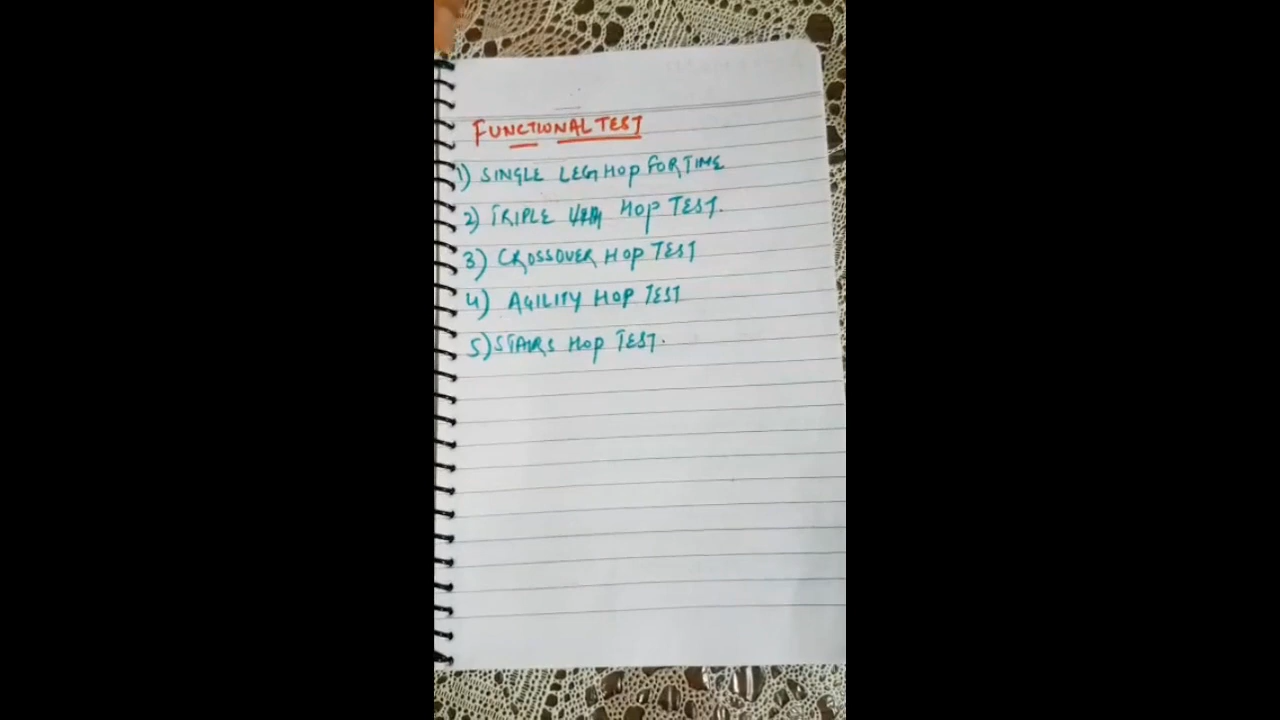 FUNCTIONAL TEST
1) SINGLE LEG HOP FOR TIME
2) TRIPLE HOP TEST.
3) CROSSOVER HOP TEST
4) AGILITY HOP TEST
5) STAIRS HOP TEST.